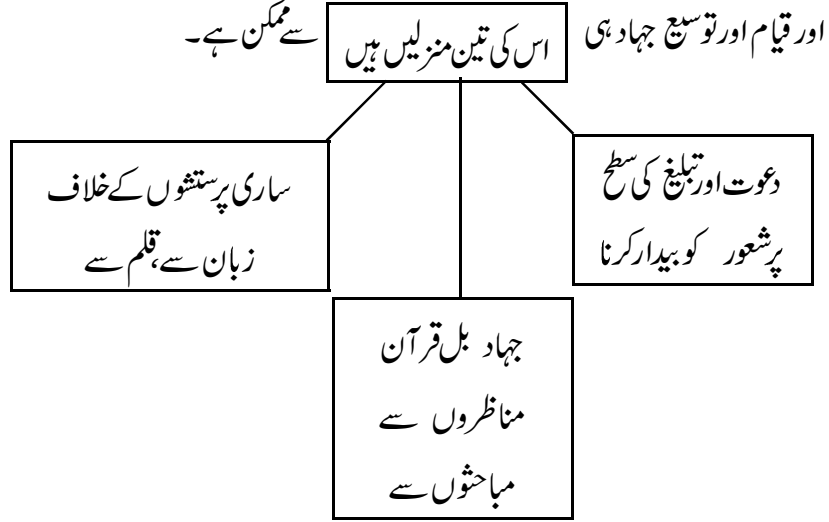 اور قیام اور توسیع جہاد ہی
اس کی تین منزلیں ہیں
سے ممکن ہے۔
دعوت اور تبلیغ کی سطح
پر شعور کو بیدار کرنا
جہاد بل قرآن
مناظروں سے
مباحثوں سے
ساری پرستشوں کے خلاف
زبان سے، قلم سے